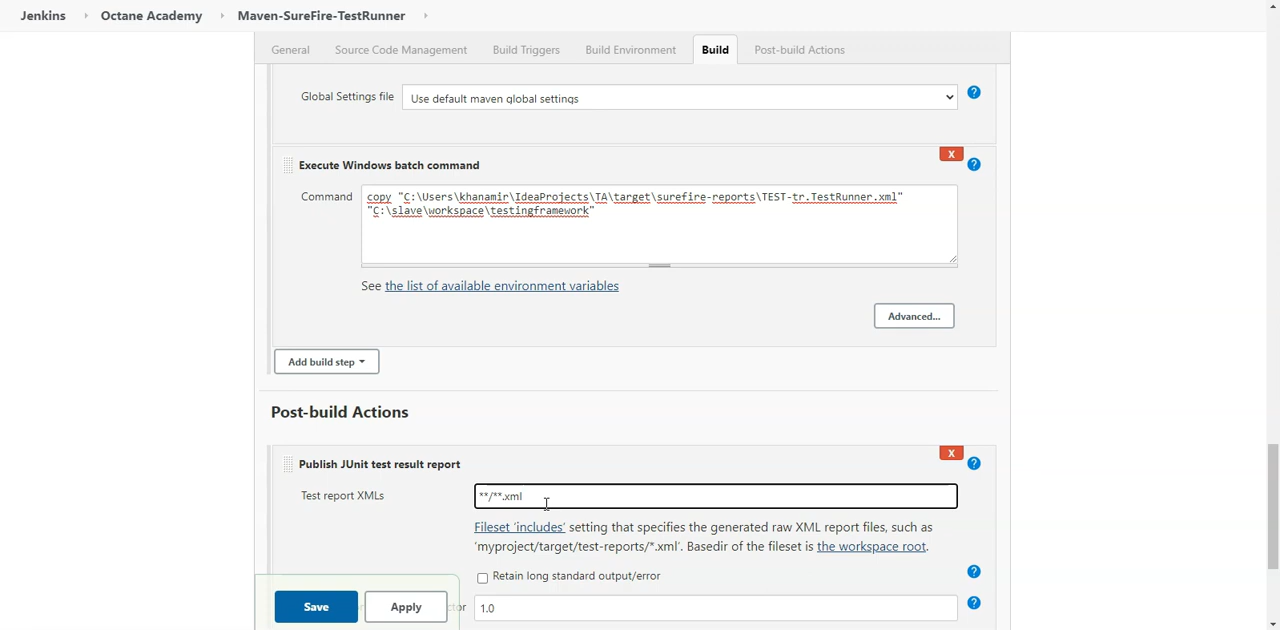 Jenkins › Octane Academy › Maven-SureFire-TestRunner ›
General Source Code Management Build Triggers Build Environment Build Post-build Actions
Global Settings file Use default maven global settings ?
X
Execute Windows batch command ?
Command copy "C:\Users\khanamir\IdeaProjects\TA\target\surefire-reports\TEST-tr.TestRunner.xml"
"C:\slave\workspace\testingframework"
See the list of available environment variables
Advanced...
Add build step
Post-build Actions
X
Publish JUnit test result report ?
Test report XMLs **/**.xml
Fileset 'includes' setting that specifies the generated raw XML report files, such as
'myproject/target/test-reports/*.xml'. Basedir of the fileset is the workspace root.
Retain long standard output/error ?
Save Apply 1.0 ?